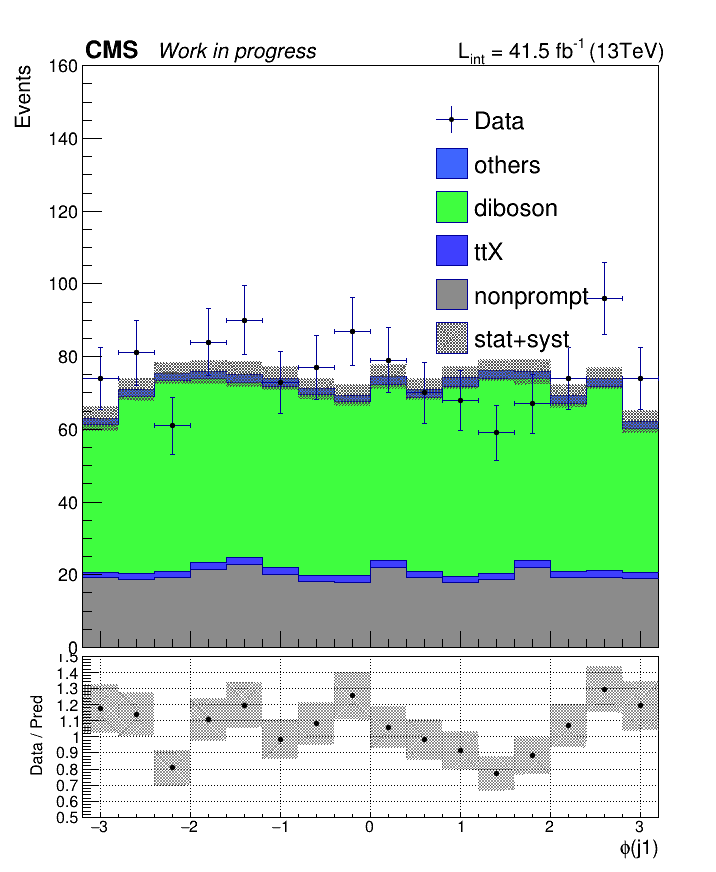 CMS Work in progress L_int = 41.5 fb⁻¹ (13TeV)
Events
160
140
120
100
80
60
40
20
0
Data
others
diboson
ttX
nonprompt
stat+syst
Data / Pred
1.5
1.4
1.3
1.2
1.1
1
0.9
0.8
0.7
0.6
0.5
−3 −2 −1 0 1 2 3
ϕ(j1)